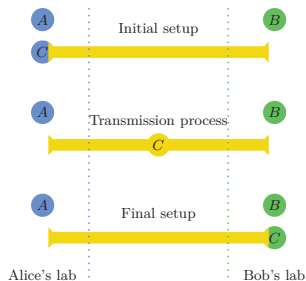 A
Initial setup
B
C
A
Transmission process
B
C
A
Final setup
B
C
Alice's lab
Bob's lab